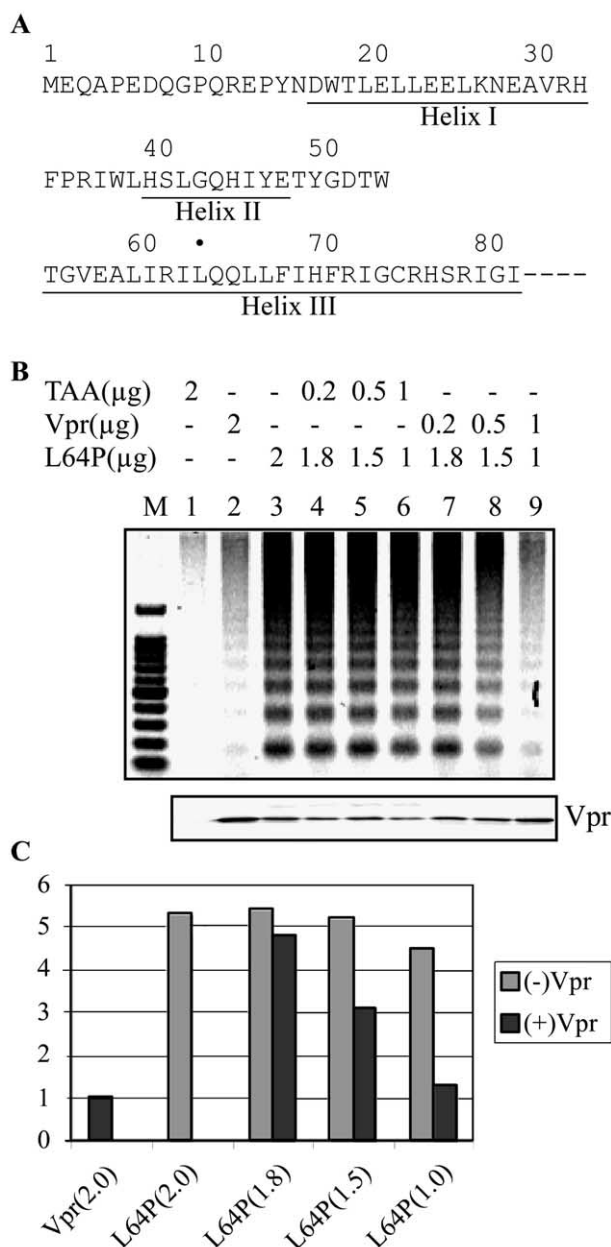 A
1 10 20 30
MEQAPEDQGPQREPYNDWTLELLEELKNEAVRH
Helix I
40 50
FPRIWLHSLGQHIYETYGDTW
Helix II
60 • 70 80
TGVEALIRILQQLLFIHFRIGCRHSRIGI----
Helix III
B
TAA(µg) 2 - - 0.2 0.5 1 - - -
Vpr(µg) - 2 - - - - 0.2 0.5 1
L64P(µg) - - 2 1.8 1.5 1 1.8 1.5 1
M 1 2 3 4 5 6 7 8 9
Vpr
C
6
5
4
3
2
1
0
(-)Vpr
(+)Vpr
Vpr(2.0) L64P(2.0) L64P(1.8) L64P(1.5) L64P(1.0)